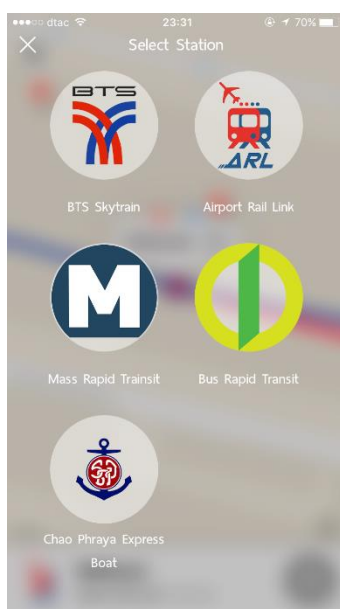 dtac 23:31 70%
Select Station
BTS
ARL
BTS Skytrain Airport Rail Link
M
Mass Rapid Trainsit Bus Rapid Transit
Chao Phraya Express
Boat